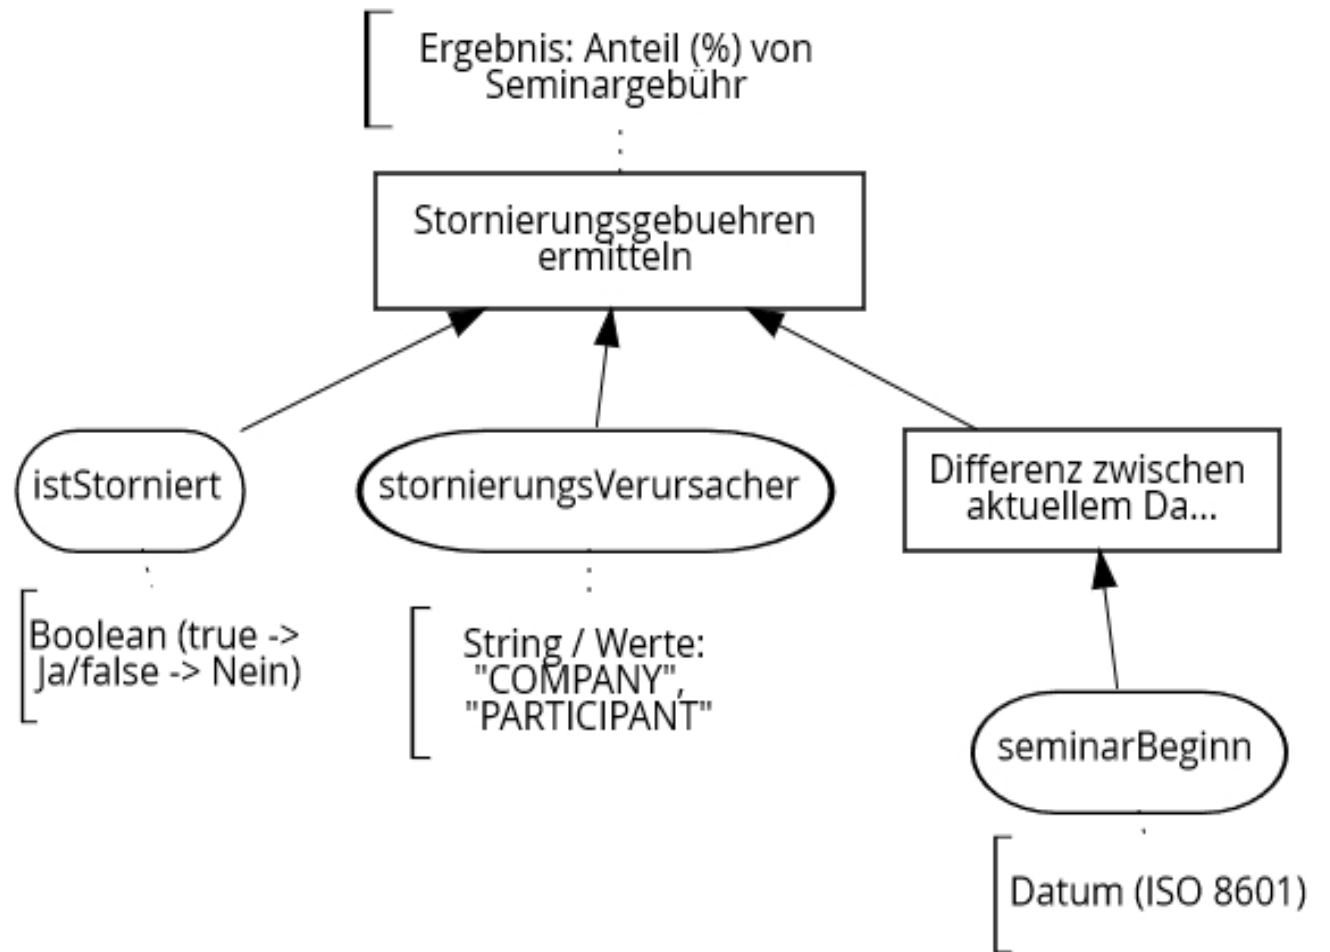 Ergebnis: Anteil (%) von
Seminargebühr
Stornierungsgebuehren
ermitteln
istStorniert
stornierungsVerursacher
Differenz zwischen
aktuellem Da...
Boolean (true ->
Ja/false -> Nein)
String / Werte:
"COMPANY",
"PARTICIPANT"
seminarBeginn
Datum (ISO 8601)